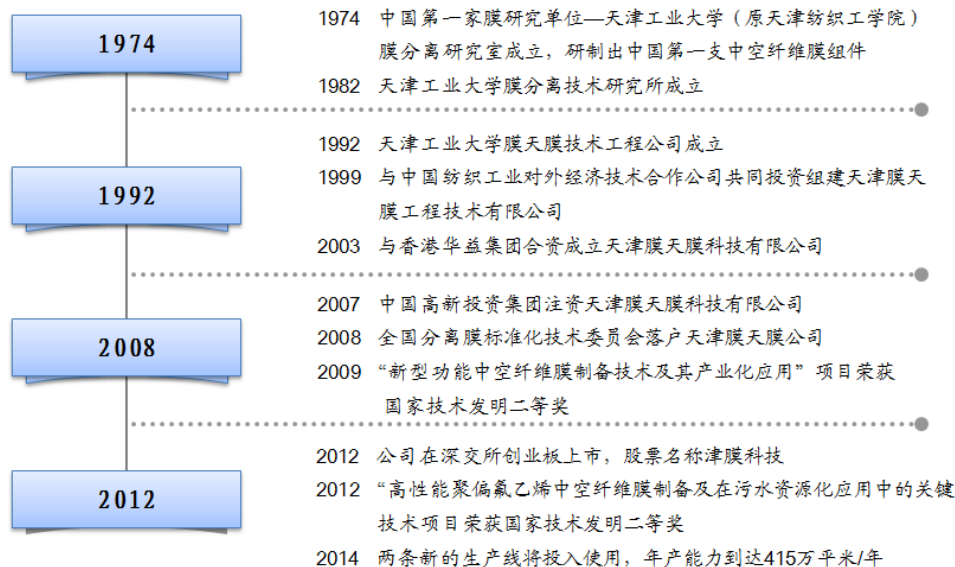 1974
1974 中国第一家膜研究单位—天津工业大学（原天津纺织工学院）
膜分离研究室成立，研制出中国第一支中空纤维膜组件
1982 天津工业大学膜分离技术研究所成立
1992
1992 天津工业大学膜天膜技术工程公司成立
1999 与中国纺织工业对外经济技术合作公司共同投资组建天津膜天
膜工程技术有限公司
2003 与香港华益集团合资成立天津膜天膜科技有限公司
2008
2007 中国高新投资集团注资天津膜天膜科技有限公司
2008 全国分离膜标准化技术委员会落户天津膜天膜公司
2009 “新型功能中空纤维膜制备技术及其产业化应用”项目荣获
国家技术发明二等奖
2012
2012 公司在深交所创业板上市，股票名称津膜科技
2012 “高性能聚偏氟乙烯中空纤维膜制备及在污水资源化应用中的关键
技术项目荣获国家技术发明二等奖
2014 两条新的生产线将投入使用，年产能力到达415万平米/年